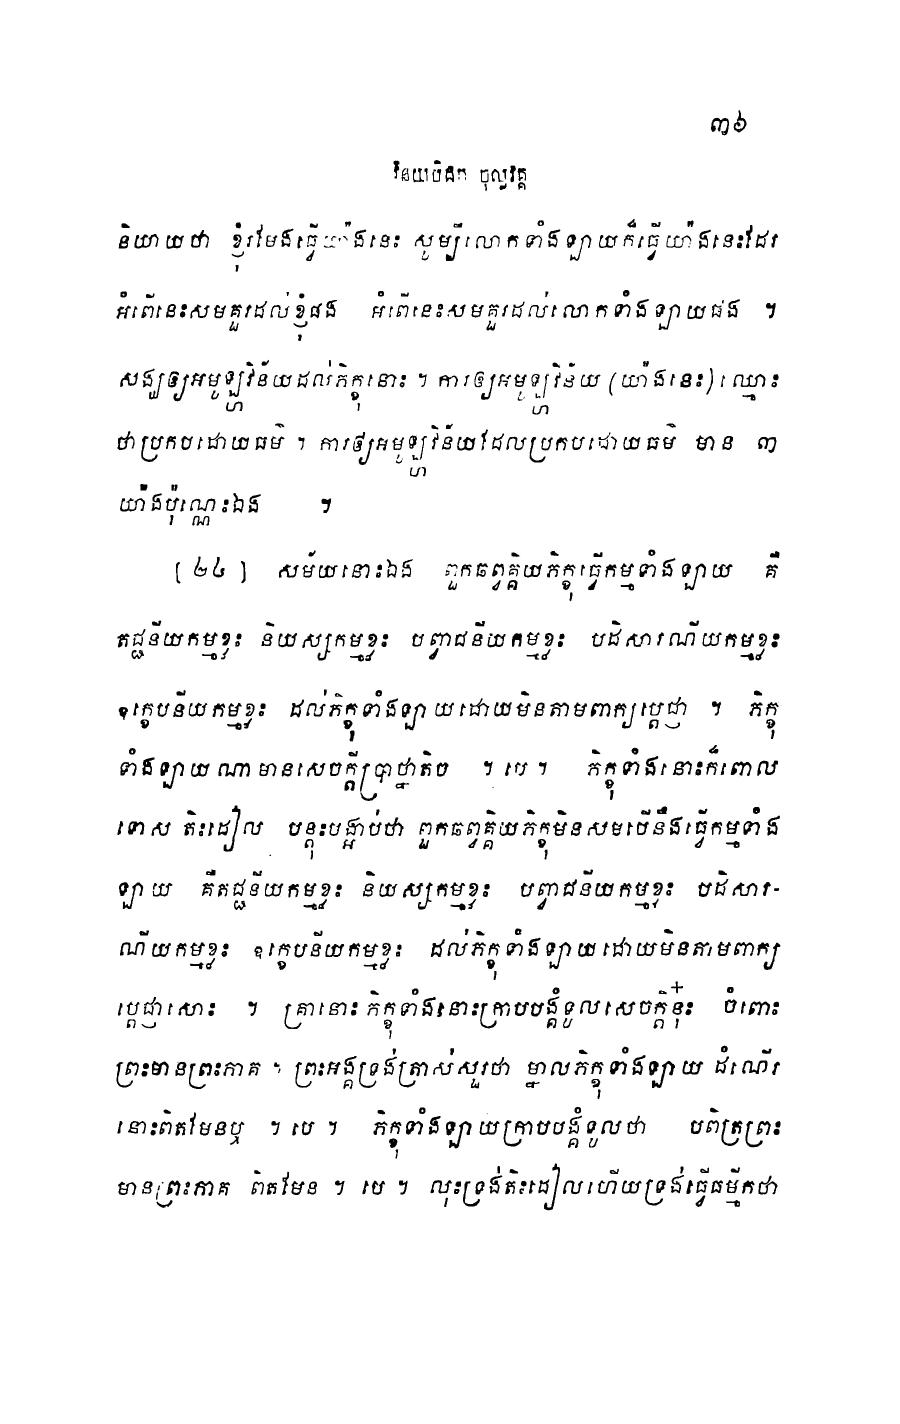 ៣៦
វិនយបិដក ចុល្លវគ្គ
និយាយថា ខ្ញុំរមែងធ្វើយ៉ាងនេះ សូម្បីលោកទាំងឡាយក៏ធ្វើយ៉ាងនេះដែរ
អំពើនេះសមគួរដល់ខ្ញុំផង អំពើនេះសមគួរដល់លោកទាំងឡាយផង ។
សង្ឃឲ្យអមូឡ្ហវិន័យដល់ភិក្ខុនោះ ។ ការឲ្យអមូឡ្ហវិន័យ (យ៉ាងនេះ) ឈ្មោះ
ថាប្រកបដោយធម៌ ។ ការឲ្យអមូឡ្ហវិន័យដែលប្រកបដោយធម៌ មាន ៣
យ៉ាងប៉ុណ្ណេះឯង ។
[ ២៤ ] សម័យនោះឯង ពួកឆព្វគ្គិយភិក្ខុធ្វើកម្មទាំងឡាយ គឺ
តជ្ជនីយកម្មខ្លះ និយស្សកម្មខ្លះ បព្វាជនីយកម្មខ្លះ បដិសារណីយកម្មខ្លះ
ឧក្ខេបនីយកម្មខ្លះ ដល់ភិក្ខុទាំងឡាយដោយមិនតាមពាក្យប្តេជ្ញា ។ ភិក្ខុ
ទាំងឡាយណាមានសេចក្តីប្រាថ្នាតិច ។ បេ ។ ភិក្ខុទាំងនោះក៏ពោល
ទោស តិះដៀល បន្តុះបង្អាប់ថា ពួកឆព្វគ្គិយភិក្ខុមិនសមបើនឹងធ្វើកម្មទាំង
ឡាយ គឺតជ្ជនីយកម្មខ្លះ និយស្សកម្មខ្លះ បព្វាជនីយកម្មខ្លះ បដិសារ-
ណីយកម្មខ្លះ ឧក្ខេបនីយកម្មខ្លះ ដល់ភិក្ខុទាំងឡាយដោយមិនតាមពាក្យ
ប្តេជ្ញាសោះ ។ គ្រានោះ ភិក្ខុទាំងនោះក្រាបបង្គំទូលសេចក្តីនុ៎ះ ចំពោះ
ព្រះមានព្រះភាគ ។ ព្រះអង្គទ្រង់ត្រាស់សួរថា ម្នាលភិក្ខុទាំងឡាយ ដំណើរ
នោះពិតមែនឬ ។ បេ ។ ភិក្ខុទាំងឡាយក្រាបបង្គំទូលថា បពិត្រព្រះ
មានព្រះភាគ ពិតមែន ។ បេ ។ លុះទ្រង់តិះដៀលហើយទ្រង់ធ្វើធម្មីកថា